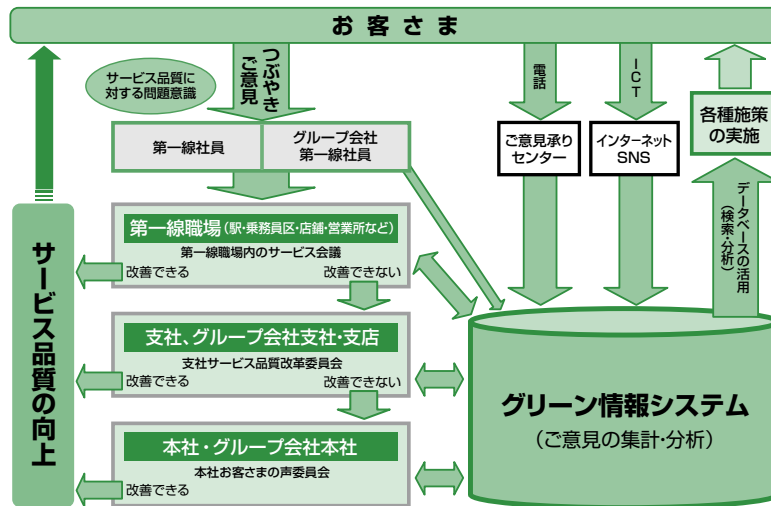 お客さま
サービス品質に
対する問題意識
つぶやき
ご意見
電話
ICT
各種施策
の実施
第一線社員
グループ会社
第一線社員
ご意見承り
センター
インターネット
SNS
データベースの活用
(検索・分析)
第一線職場(駅・乗務員区・店舗・営業所など)
第一線職場内のサービス会議
改善できる
改善できない
支社、グループ会社支社・支店
支社サービス品質改革委員会
改善できる
改善できない
本社・グループ会社本社
本社お客さまの声委員会
改善できる
サービス品質の向上
グリーン情報システム
(ご意見の集計・分析)